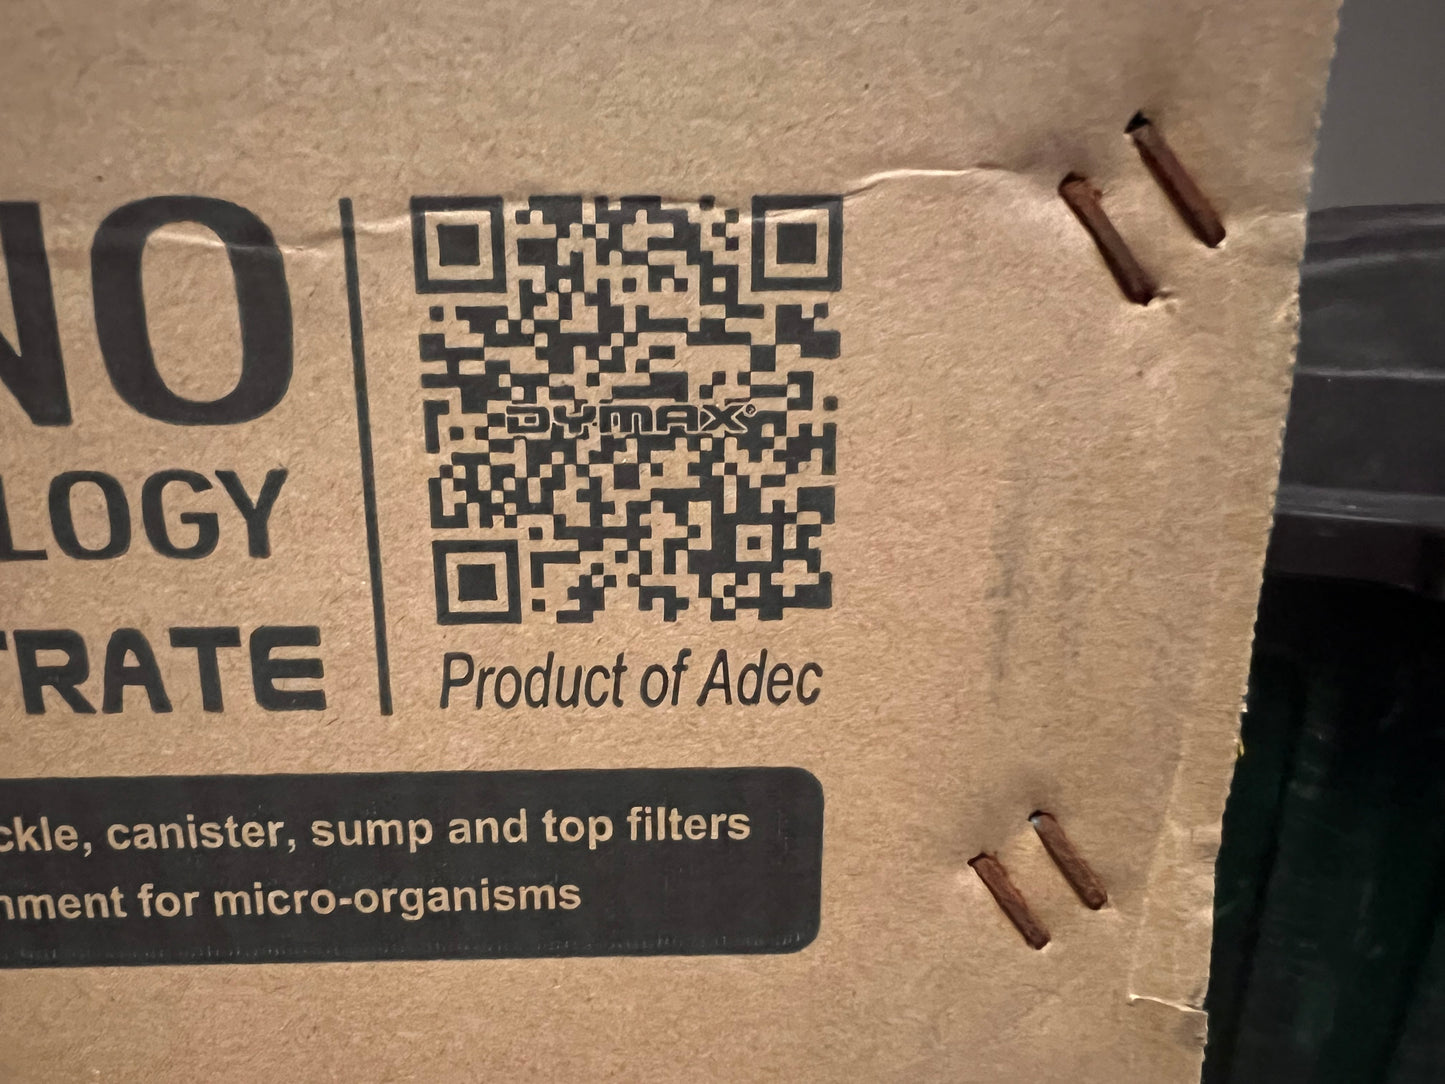 NO
LOGY
TRATE
DYMAX®
Product of Adec
ckle, canister, sump and top filters
nment for micro-organisms